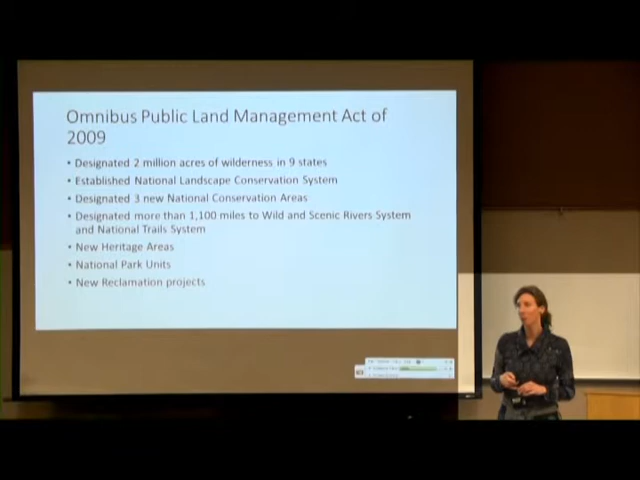 Omnibus Public Land Management Act of
2009
• Designated 2 million acres of wilderness in 9 states
• Established National Landscape Conservation System
• Designated 3 new National Conservation Areas
• Designated more than 1,100 miles to Wild and Scenic Rivers System
and National Trails System
• New Heritage Areas
• National Park Units
• New Reclamation projects